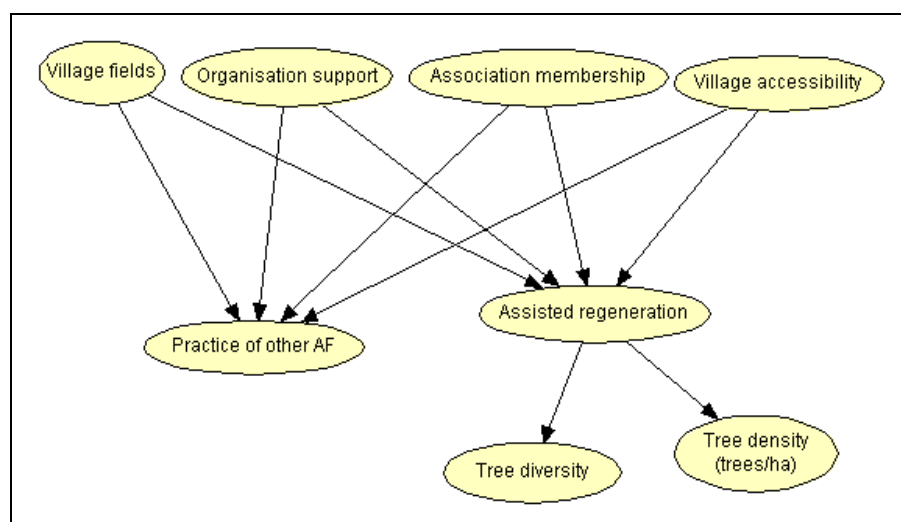 Village fields
Organisation support
Association membership
Village accessibility
Assisted regeneration
Practice of other AF
Tree diversity
Tree density
(trees/ha)